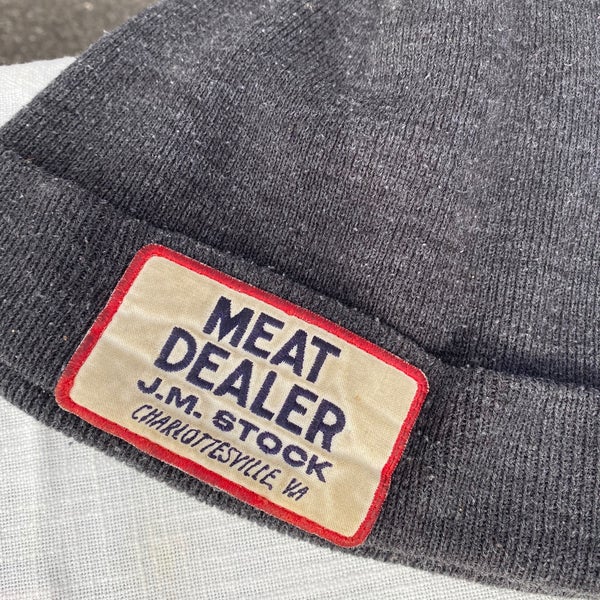 MEAT
DEALER
J.M. STOCK
CHARLOTTESVILLE, VA